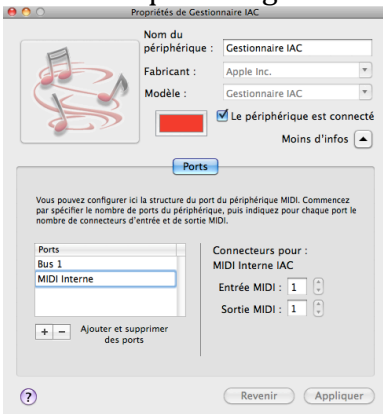 Propriétés de Gestionnaire IAC
Nom du
périphérique : Gestionnaire IAC
Fabricant : Apple Inc.
Modèle : Gestionnaire IAC
Le périphérique est connecté
Moins d'infos
Ports
Vous pouvez configurer ici la structure du port du périphérique MIDI. Commencez
par spécifier le nombre de ports du périphérique, puis indiquez pour chaque port le
nombre de connecteurs d'entrée et de sortie MIDI.
Ports
Bus 1
MIDI Interne
+ − Ajouter et supprimer
des ports
Connecteurs pour :
MIDI Interne IAC
Entrée MIDI : 1
Sortie MIDI : 1
? Revenir Appliquer